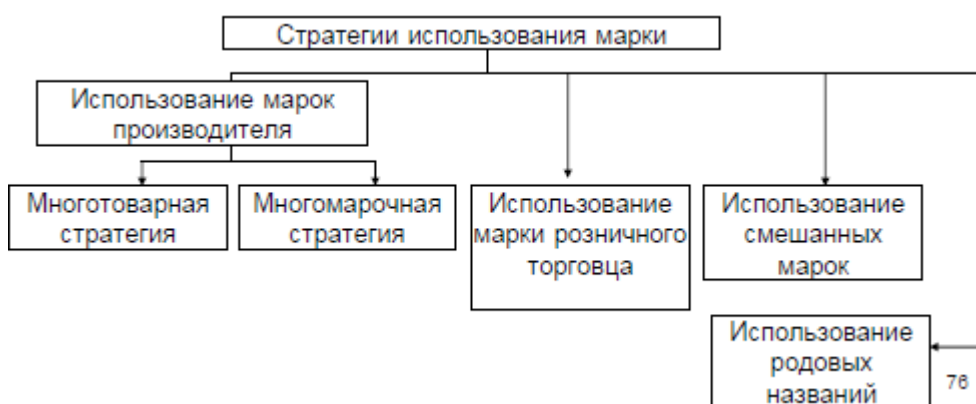 Стратегии использования марки
Использование марок
производителя
Многотоварная
стратегия
Многомарочная
стратегия
Использование
марки розничного
торговца
Использование
смешанных
марок
Использование
родовых
названий
76